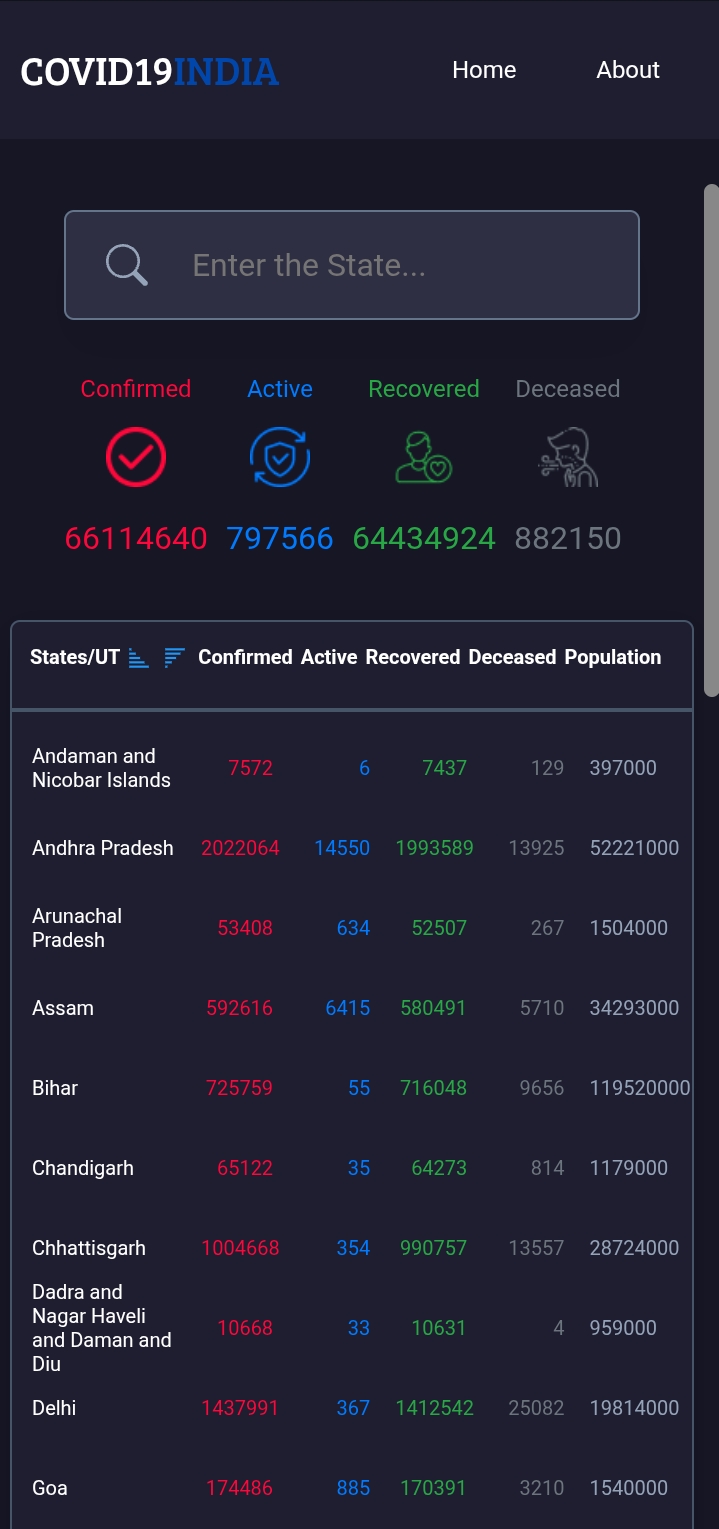 COVID19INDIA Home About
Enter the State...
Confirmed Active Recovered Deceased
66114640 797566 64434924 882150
States/UT Confirmed Active Recovered Deceased Population
Andaman and
Nicobar Islands 7572 6 7437 129 397000
Andhra Pradesh 2022064 14550 1993589 13925 52221000
Arunachal
Pradesh 53408 634 52507 267 1504000
Assam 592616 6415 580491 5710 34293000
Bihar 725759 55 716048 9656 119520000
Chandigarh 65122 35 64273 814 1179000
Chhattisgarh 1004668 354 990757 13557 28724000
Dadra and
Nagar Haveli
and Daman and
Diu 10668 33 10631 4 959000
Delhi 1437991 367 1412542 25082 19814000
Goa 174486 885 170391 3210 1540000